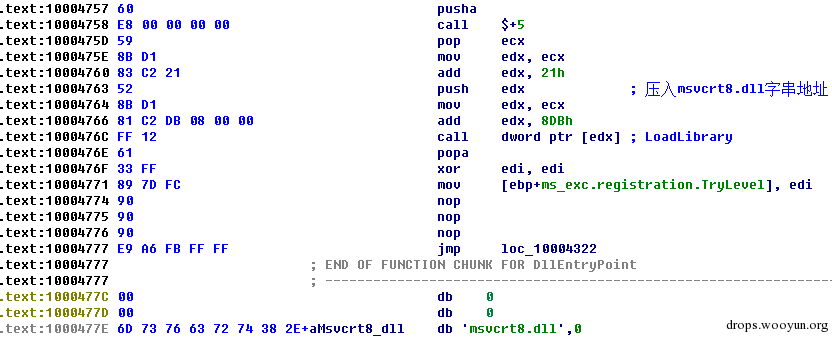 .text:10004757 60 pusha
.text:10004758 E8 00 00 00 00 call $+5
.text:1000475D 59 pop ecx
.text:1000475E 8B D1 mov edx, ecx
.text:10004760 83 C2 21 add edx, 21h
.text:10004763 52 push edx ; 压入msvcrt8.dll字串地址
.text:10004764 8B D1 mov edx, ecx
.text:10004766 81 C2 DB 08 00 00 add edx, 8DBh
.text:1000476C FF 12 call dword ptr [edx] ; LoadLibrary
.text:1000476E 61 popa
.text:1000476F 33 FF xor edi, edi
.text:10004771 89 7D FC mov [ebp+ms_exc.registration.TryLevel], edi
.text:10004774 90 nop
.text:10004775 90 nop
.text:10004776 90 nop
.text:10004777 E9 A6 FB FF FF jmp loc_10004322
.text:10004777 ; END OF FUNCTION CHUNK FOR DllEntryPoint
.text:10004777 ; ---------------------------------------------------------------
.text:1000477C 00 db 0
.text:1000477D 00 db 0
.text:1000477E 6D 73 76 63 72 74 38 2E+aMsvcrt8_dll db 'msvcrt8.dll',0
drops.wooyun.org